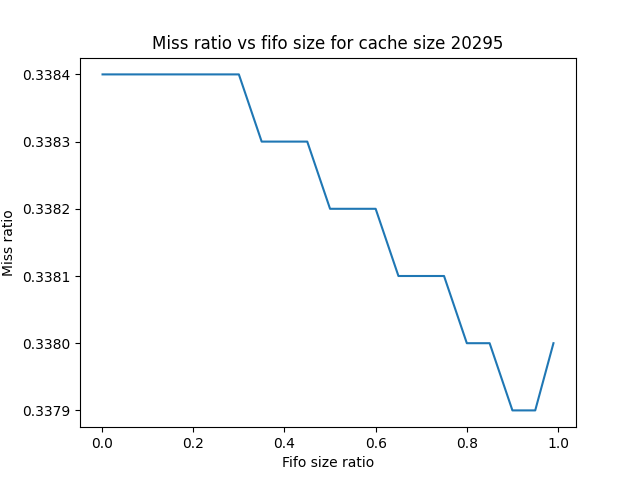 Miss ratio vs fifo size for cache size 20295
Miss ratio
0.3384
0.3383
0.3382
0.3381
0.3380
0.3379
0.0 0.2 0.4 0.6 0.8 1.0
Fifo size ratio